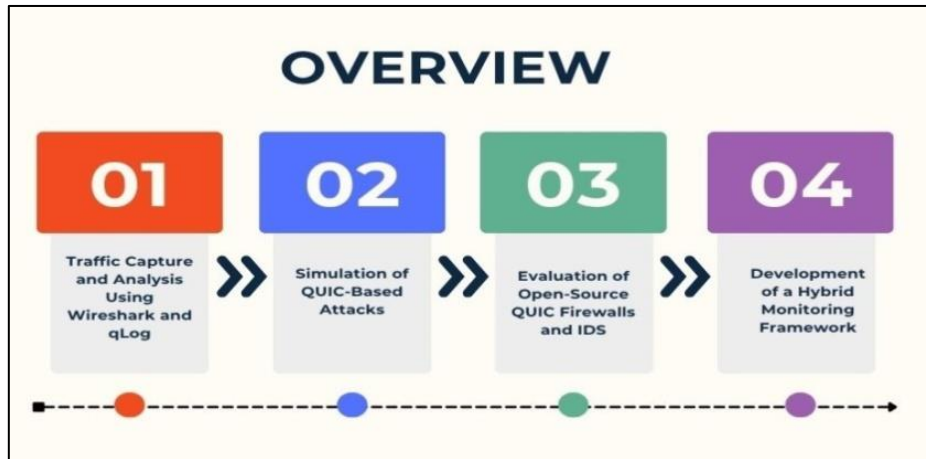 OVERVIEW
01
Traffic Capture
and Analysis
Using
Wireshark and
qLog
02
Simulation of
QUIC-Based
Attacks
03
Evaluation of
Open-Source
QUIC Firewalls
and IDS
04
Development
of a Hybrid
Monitoring
Framework